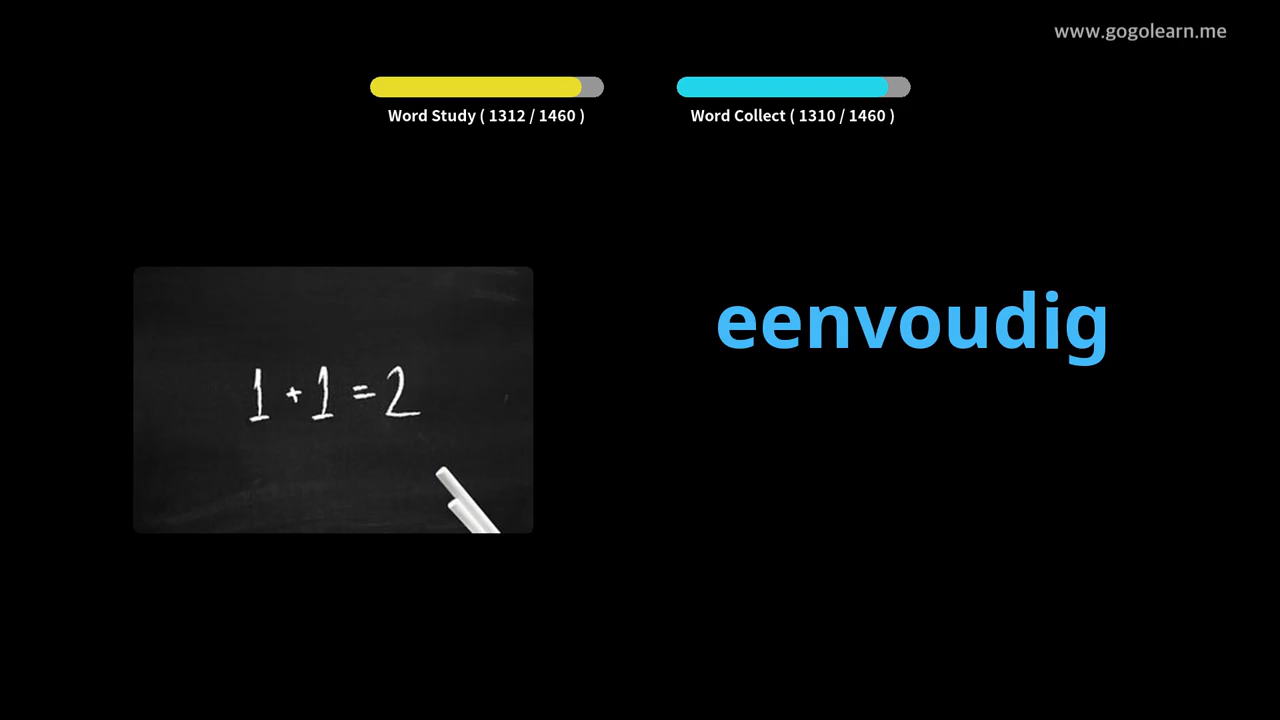 www.gogolearn.me
Word Study ( 1312 / 1460 )
Word Collect ( 1310 / 1460 )
eenvoudig
1 + 1 = 2